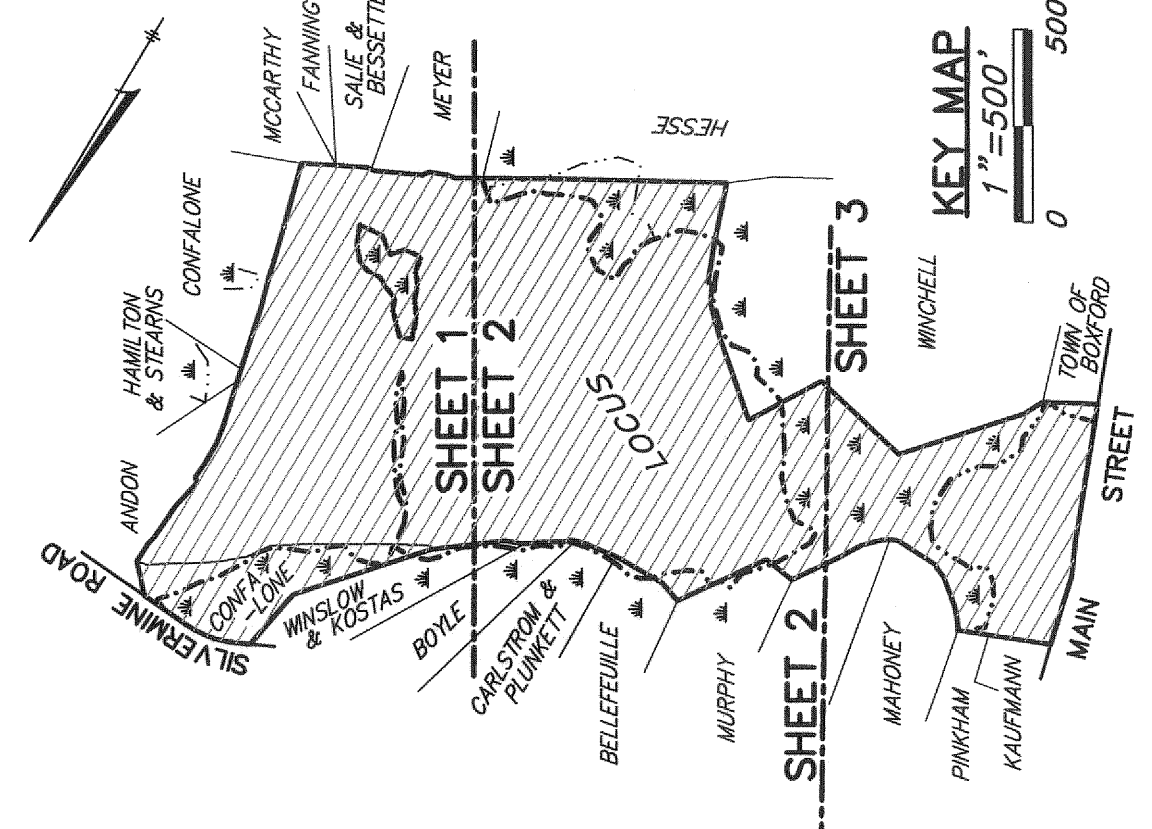 MCCARTHY
FANNING
SALIE &
BESSETTE
MEYER
HESSE
KEY MAP
1"=500'
0
500
CONFALONE
HAMILTON
& STEARNS
ANDON
SILVERMINE ROAD
CONFA
-LONE
WINSLOW
& KOSTAS
BOYLE
CARLSTROM &
PLUNKETT
BELLEFEUILLE
MURPHY
MAHONEY
PINKHAM
KAUFMANN
SHEET 1
SHEET 2
LOCUS
SHEET 2
SHEET 3
WINCHELL
TOWN OF
BOXFORD
MAIN
STREET